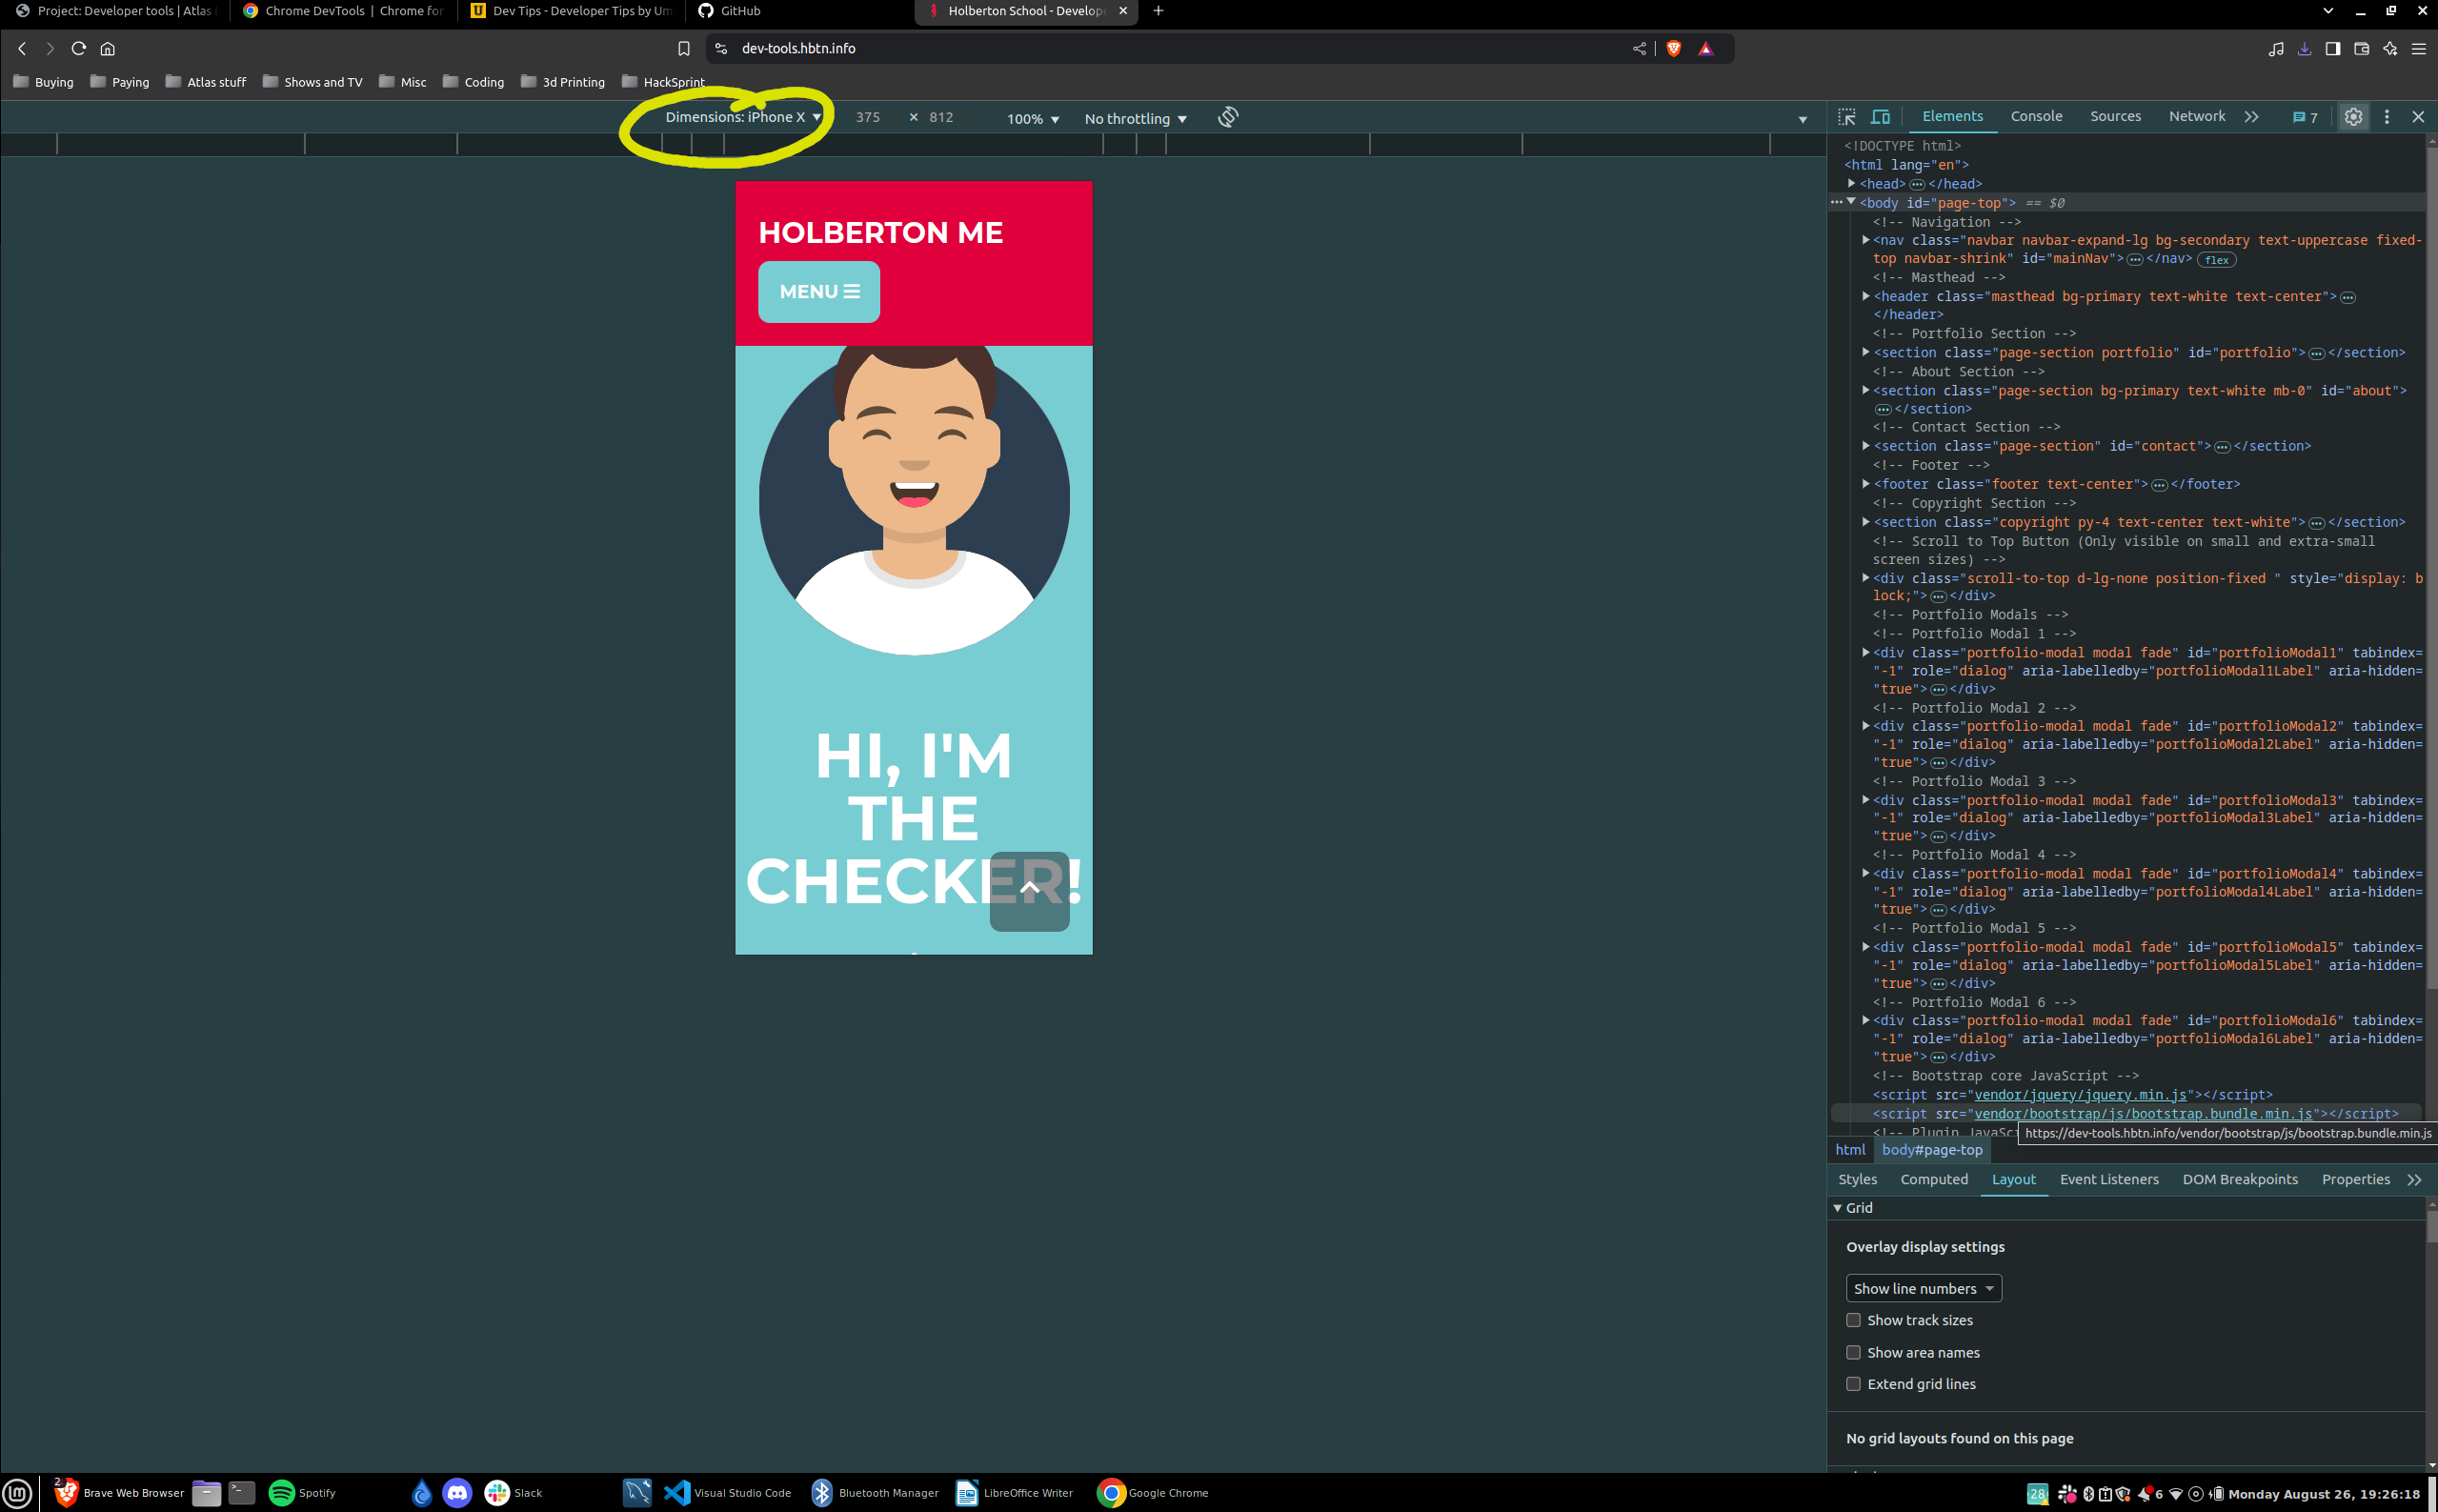 Project: Developer tools | Atlas
Chrome DevTools | Chrome for
Dev Tips - Developer Tips by Um
GitHub
Holberton School - Develope
dev-tools.hbtn.info
Buying
Paying
Atlas stuff
Shows and TV
Misc
Coding
3d Printing
HackSprint
Dimensions: iPhone X
375 × 812
100%
No throttling
HOLBERTON ME
MENU
HI, I'M
THE
CHECKER!
Elements
Console
Sources
Network
7
<!DOCTYPE html>
<html lang="en">
<head> ··· </head>
··· <body id="page-top"> == $0
<!-- Navigation -->
<nav class="navbar navbar-expand-lg bg-secondary text-uppercase fixed-
top navbar-shrink" id="mainNav"> ··· </nav> flex
<!-- Masthead -->
<header class="masthead bg-primary text-white text-center"> ···
</header>
<!-- Portfolio Section -->
<section class="page-section portfolio" id="portfolio"> ··· </section>
<!-- About Section -->
<section class="page-section bg-primary text-white mb-0" id="about">
··· </section>
<!-- Contact Section -->
<section class="page-section" id="contact"> ··· </section>
<!-- Footer -->
<footer class="footer text-center"> ··· </footer>
<!-- Copyright Section -->
<section class="copyright py-4 text-center text-white"> ··· </section>
<!-- Scroll to Top Button (Only visible on small and extra-small
screen sizes) -->
<div class="scroll-to-top d-lg-none position-fixed " style="display: b
lock;"> ··· </div>
<!-- Portfolio Modals -->
<!-- Portfolio Modal 1 -->
<div class="portfolio-modal modal fade" id="portfolioModal1" tabindex=
"-1" role="dialog" aria-labelledby="portfolioModal1Label" aria-hidden=
"true"> ··· </div>
<!-- Portfolio Modal 2 -->
<div class="portfolio-modal modal fade" id="portfolioModal2" tabindex=
"-1" role="dialog" aria-labelledby="portfolioModal2Label" aria-hidden=
"true"> ··· </div>
<!-- Portfolio Modal 3 -->
<div class="portfolio-modal modal fade" id="portfolioModal3" tabindex=
"-1" role="dialog" aria-labelledby="portfolioModal3Label" aria-hidden=
"true"> ··· </div>
<!-- Portfolio Modal 4 -->
<div class="portfolio-modal modal fade" id="portfolioModal4" tabindex=
"-1" role="dialog" aria-labelledby="portfolioModal4Label" aria-hidden=
"true"> ··· </div>
<!-- Portfolio Modal 5 -->
<div class="portfolio-modal modal fade" id="portfolioModal5" tabindex=
"-1" role="dialog" aria-labelledby="portfolioModal5Label" aria-hidden=
"true"> ··· </div>
<!-- Portfolio Modal 6 -->
<div class="portfolio-modal modal fade" id="portfolioModal6" tabindex=
"-1" role="dialog" aria-labelledby="portfolioModal6Label" aria-hidden=
"true"> ··· </div>
<!-- Bootstrap core JavaScript -->
<script src="vendor/jquery/jquery.min.js"></script>
<script src="vendor/bootstrap/js/bootstrap.bundle.min.js"></script>
<!-- Plugin JavaScr
https://dev-tools.hbtn.info/vendor/bootstrap/js/bootstrap.bundle.min.js
html
body#page-top
Styles
Computed
Layout
Event Listeners
DOM Breakpoints
Properties
Grid
Overlay display settings
Show line numbers
Show track sizes
Show area names
Extend grid lines
No grid layouts found on this page
2
Brave Web Browser
Spotify
Slack
Visual Studio Code
Bluetooth Manager
LibreOffice Writer
Google Chrome
28
6
Monday August 26, 19:26:18